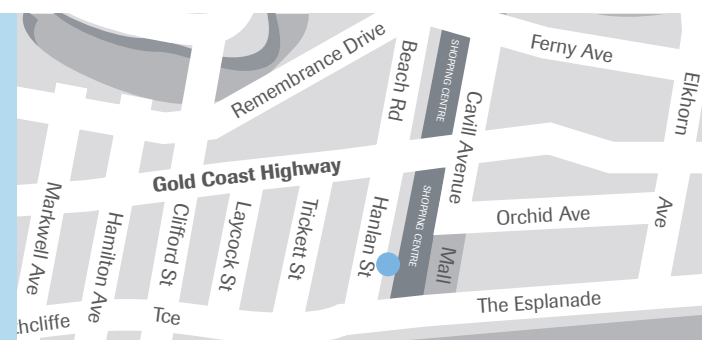 Remembrance Drive
Beach Rd
SHOPPING CENTRE
Ferny Ave
Elkhorn
Ave
Cavill Avenue
Gold Coast Highway
Markwell Ave
Hamilton Ave
Clifford St
Laycock St
Trickett St
Hanlan St
SHOPPING CENTRE
Mall
Orchid Ave
The Esplanade
thcliffe
Tce